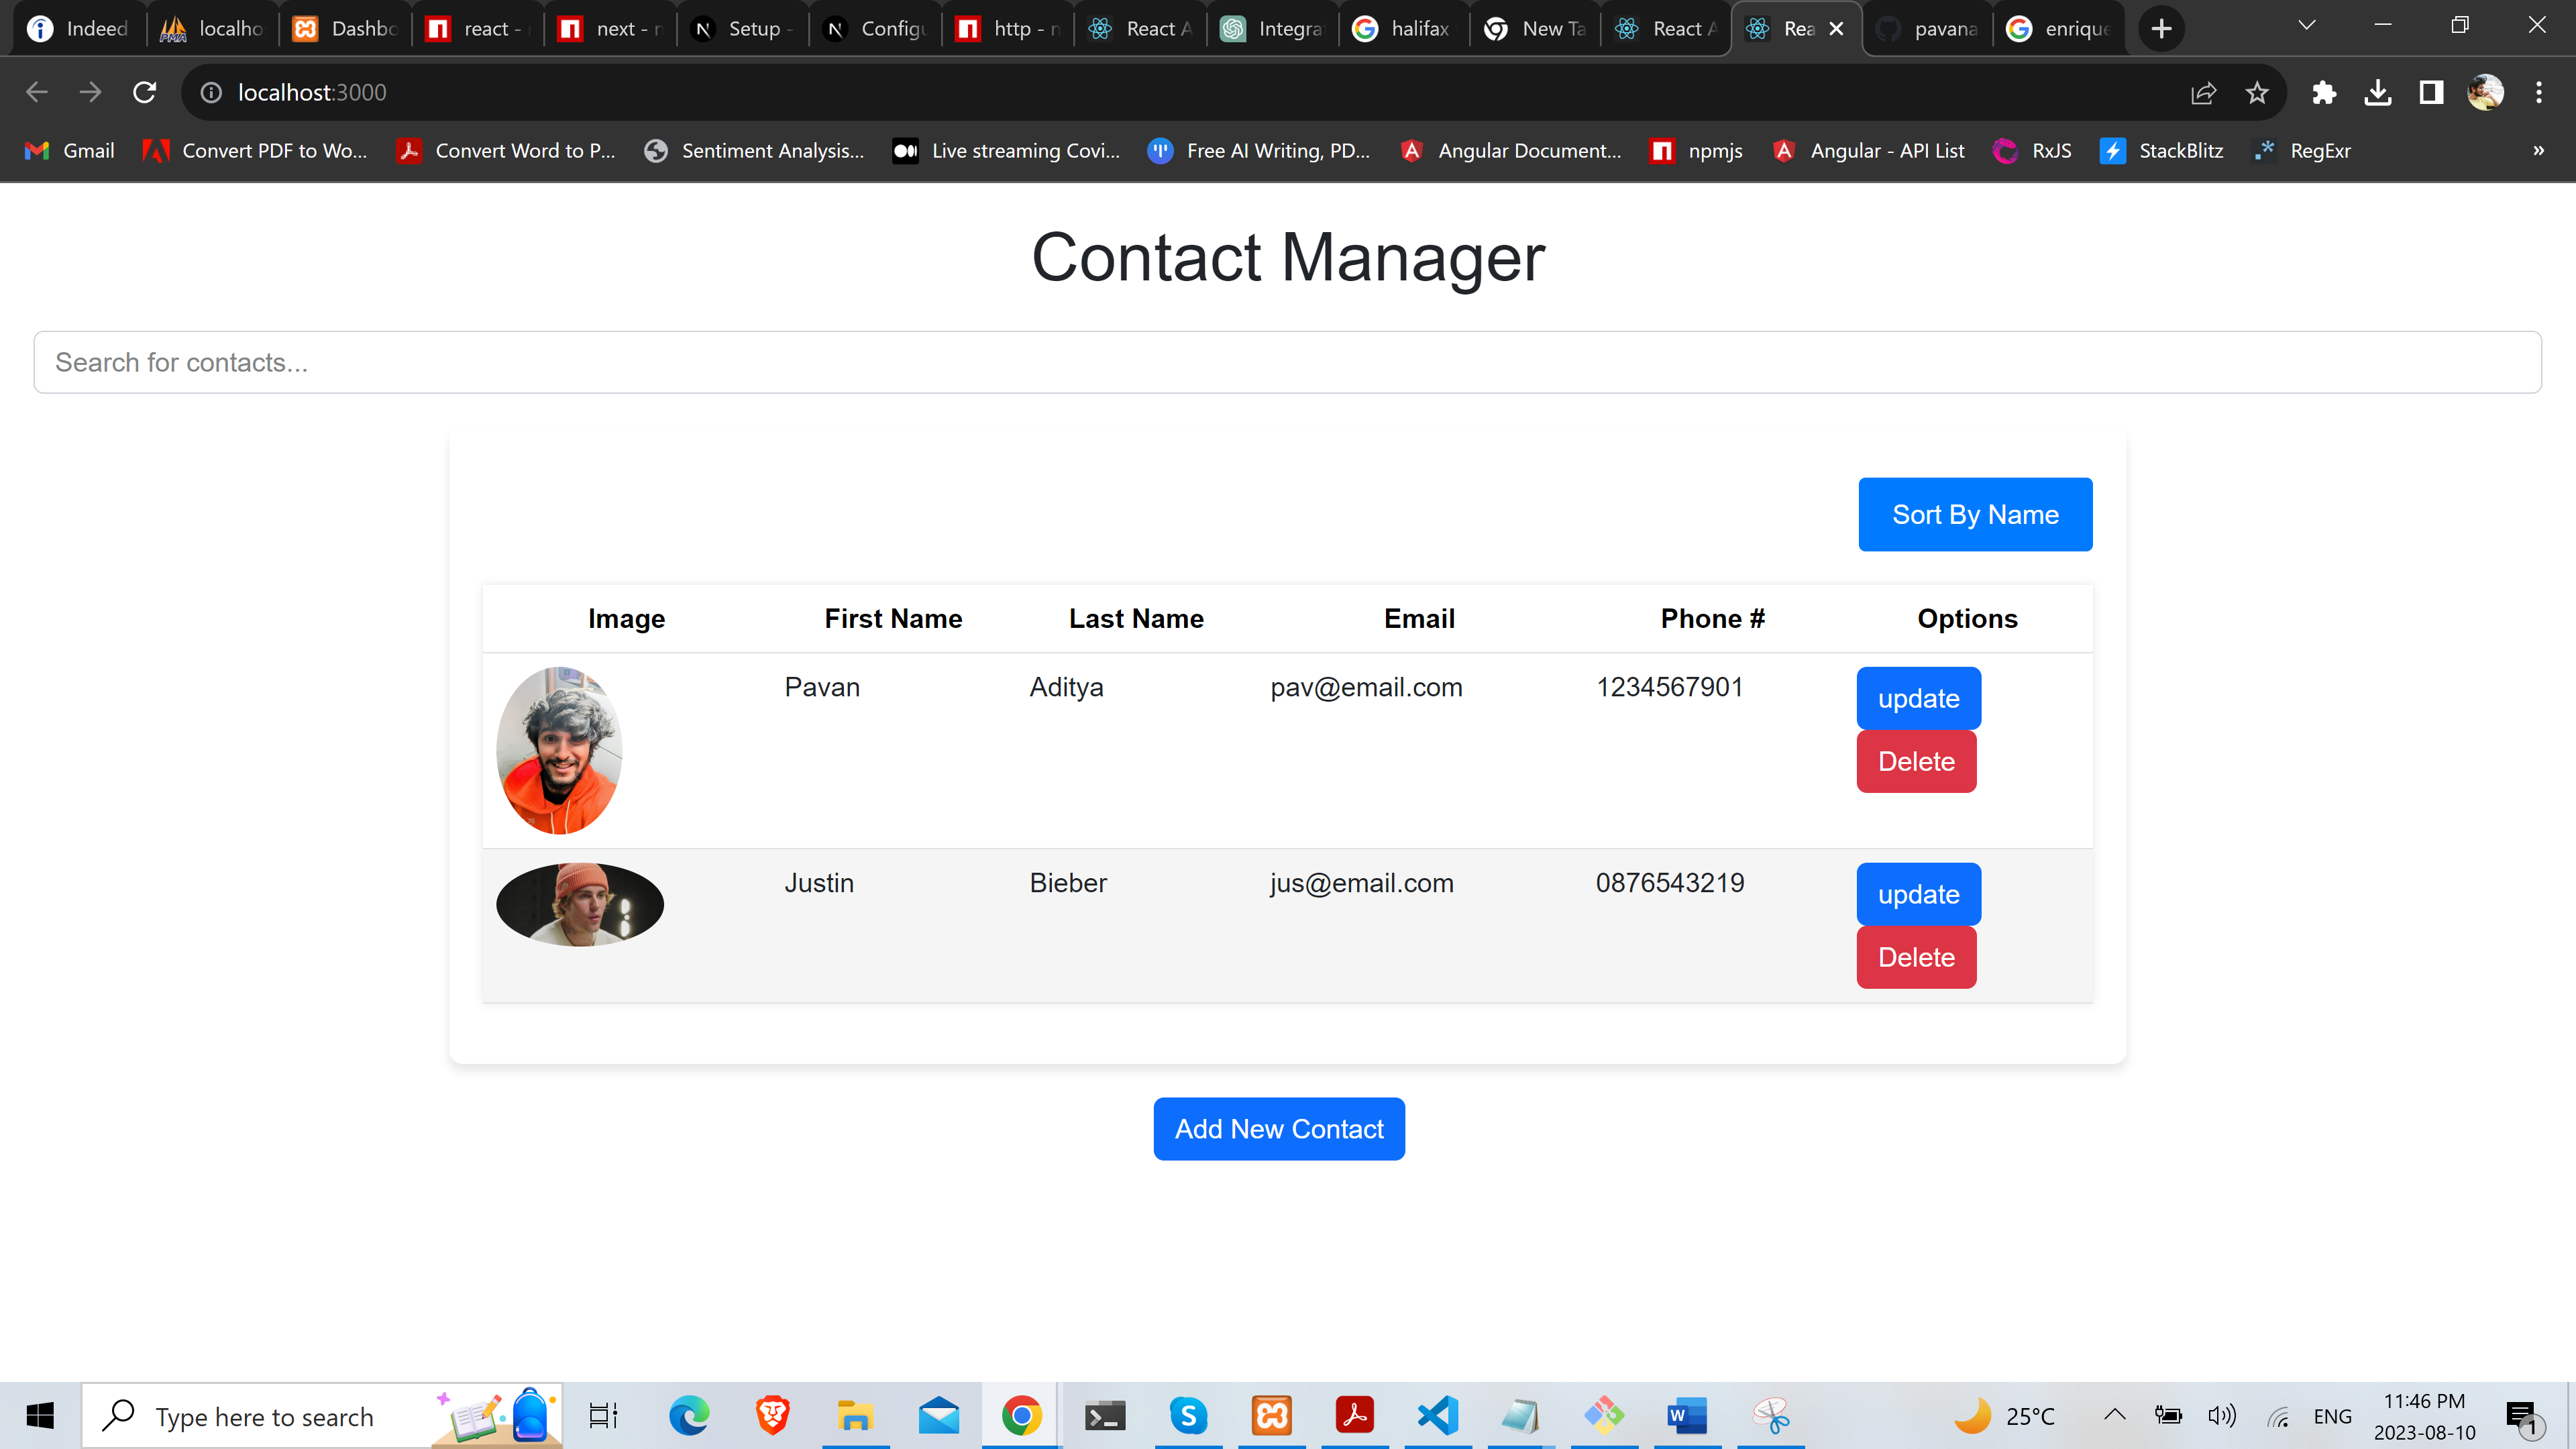 Indeed localho Dashbo react - next - n Setup - Configu http - n React A Integra halifax New Ta React A Rea pavana enrique
localhost:3000
Gmail Convert PDF to Wo... Convert Word to P... Sentiment Analysis... Live streaming Covi... Free AI Writing, PD... Angular Document... npmjs Angular - API List RxJS StackBlitz RegExr »
Contact Manager
Search for contacts...
Sort By Name
Image First Name Last Name Email Phone # Options
Pavan Aditya pav@email.com 1234567901 update
Delete
Justin Bieber jus@email.com 0876543219 update
Delete
Add New Contact
Type here to search 25°C ENG 11:46 PM
2023-08-10 1